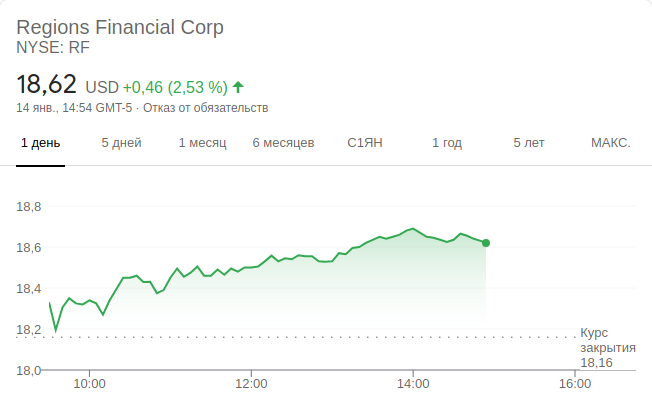 Regions Financial Corp
NYSE: RF
18,62 USD +0,46 (2,53 %)
14 янв., 14:54 GMT-5 · Отказ от обязательств
1 день 5 дней 1 месяц 6 месяцев С1ЯН 1 год 5 лет МАКС.
18,8
18,6
18,4
18,2
Курс
закрытия
18,16
18,0
10:00 12:00 14:00 16:00